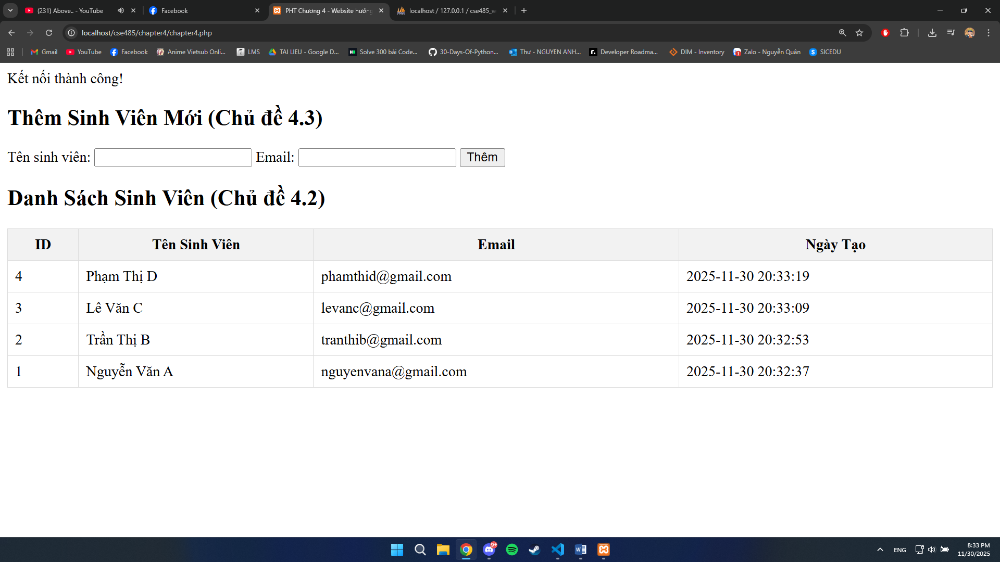 (231) Above.. - YouTube
Facebook
PHT Chương 4 - Website hướng
localhost / 127.0.0.1 / cse485_w
localhost/cse485/chapter4/chapter4.php
Gmail
YouTube
Facebook
Anime Vietsub Onli...
LMS
TAI LIEU - Google D...
Solve 300 bài Code...
30-Days-Of-Python...
Thư - NGUYEN ANH...
Developer Roadma...
DIM - Inventory
Zalo - Nguyễn Quân
SICEDU
Kết nối thành công!
Thêm Sinh Viên Mới (Chủ đề 4.3)
Tên sinh viên: Email: Thêm
Danh Sách Sinh Viên (Chủ đề 4.2)
ID Tên Sinh Viên Email Ngày Tạo
4 Phạm Thị D phamthid@gmail.com 2025-11-30 20:33:19
3 Lê Văn C levanc@gmail.com 2025-11-30 20:33:09
2 Trần Thị B tranthib@gmail.com 2025-11-30 20:32:53
1 Nguyễn Văn A nguyenvana@gmail.com 2025-11-30 20:32:37
9+
ENG
8:33 PM
11/30/2025